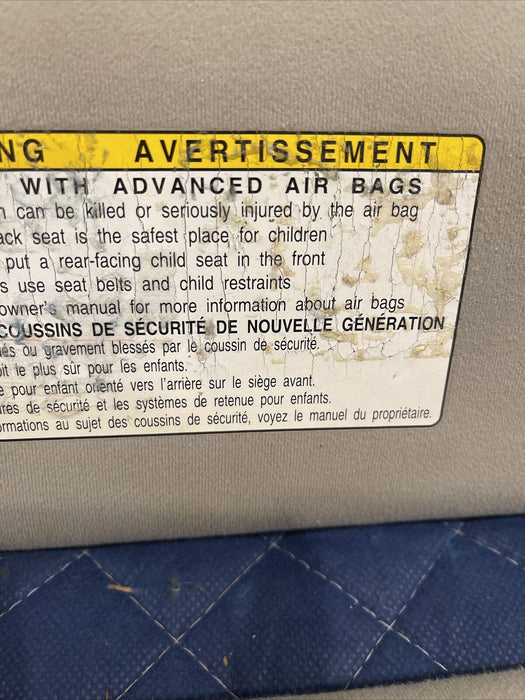 NG AVERTISSEMENT
WITH ADVANCED AIR BAGS
n can be killed or seriously injured by the air bag
ack seat is the safest place for children
put a rear-facing child seat in the front
s use seat belts and child restraints
owner's manual for more information about air bags
COUSSINS DE SÉCURITÉ DE NOUVELLE GÉNÉRATION
és ou gravement blessés par le coussin de sécurité.
oit le plus sûr pour les enfants.
e pour enfant orienté vers l'arrière sur le siège avant.
ures de sécurité et les systèmes de retenue pour enfants.
ormations au sujet des coussins de sécurité, voyez le manuel du propriétaire.